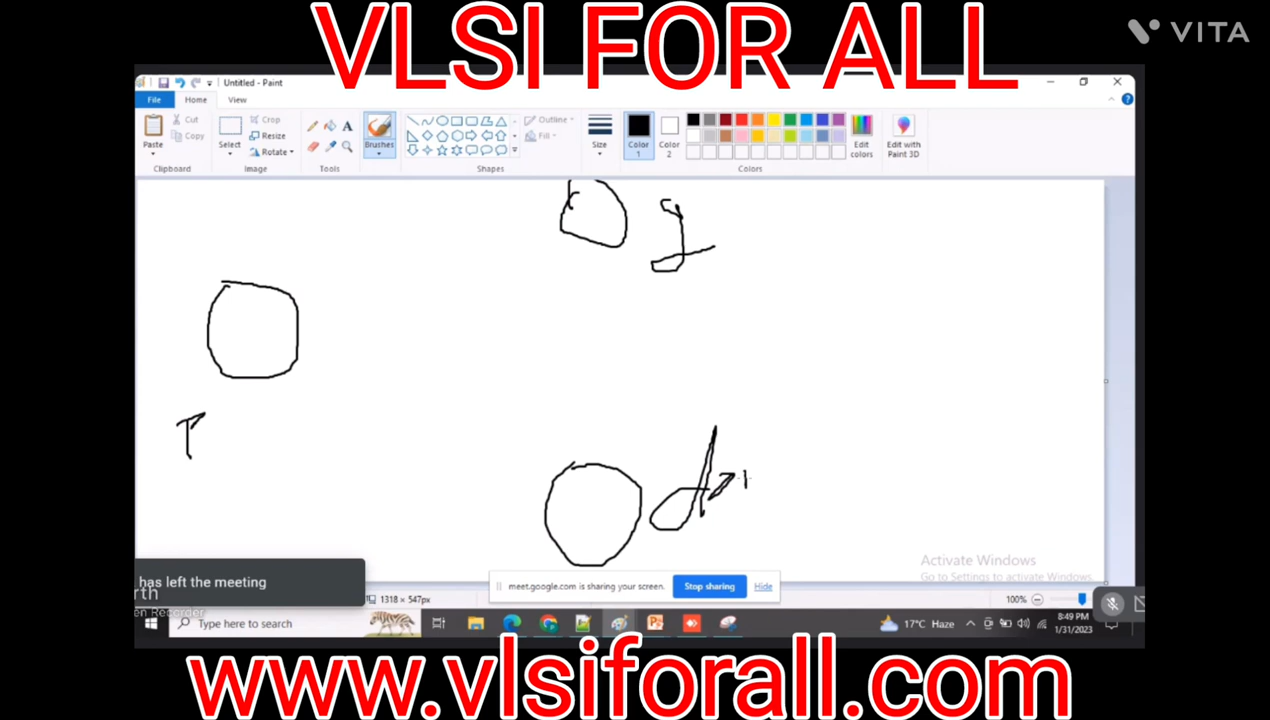 VLSI FOR ALL
VITA
Untitled - Paint
File Home View
Paste
Cut
Copy
Clipboard
Select
Crop
Resize
Rotate
Image
A
Tools
Brushes
Shapes
Outline
Fill
Size
Color 1
Color 2
Colors
Edit colors
Edit with Paint 3D
has left the meeting
meet.google.com is sharing your screen. Stop sharing Hide
Activate Windows
Go to Settings to activate Windows.
1318 × 547px
100%
Type here to search
17°C Haze
8:49 PM
1/31/2023
www.vlsiforall.com